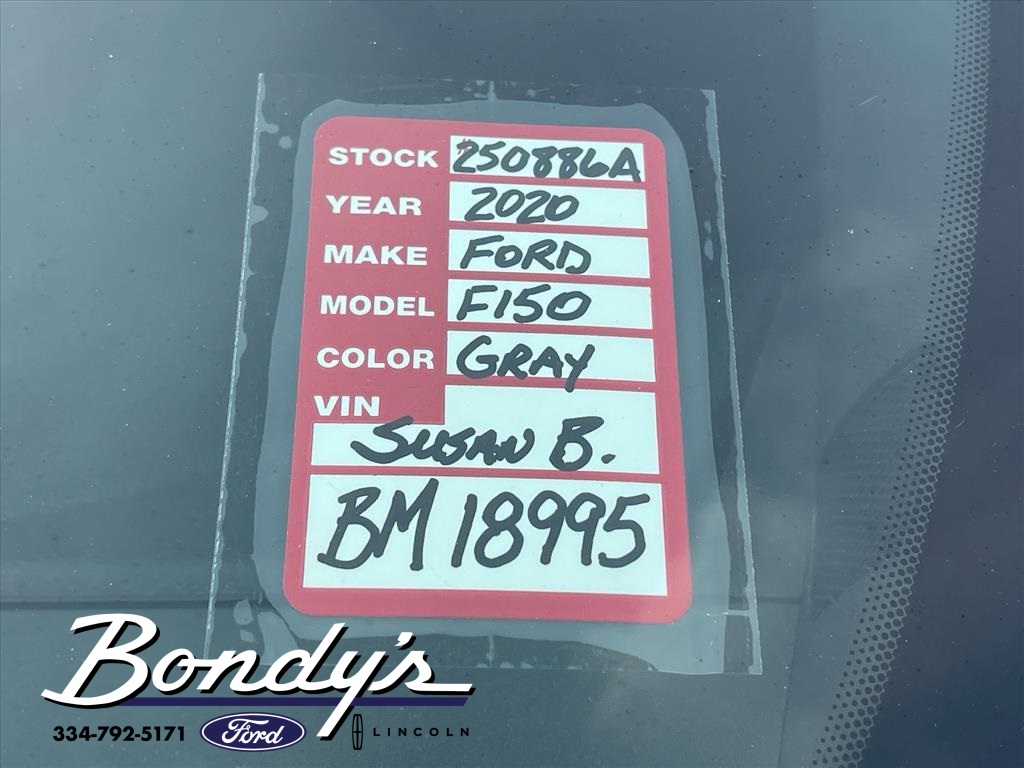 STOCK #250886A
YEAR 2020
MAKE FORD
MODEL F150
COLOR GRAY
VIN
SUSAN B.
BM 18995
Bondy's
334-792-5171 Ford LINCOLN